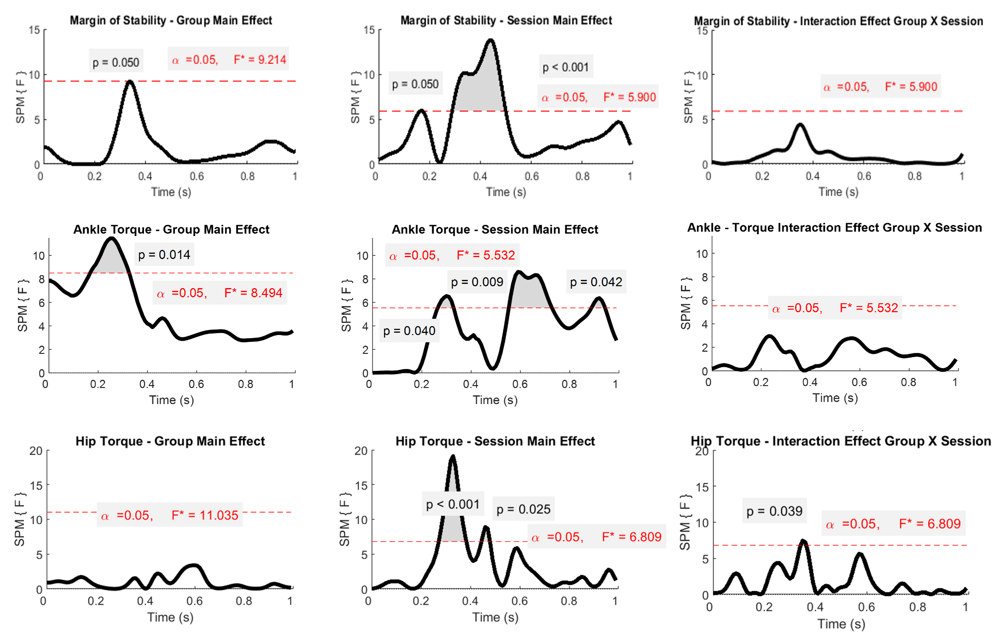 Margin of Stability - Group Main Effect
15
10
5
0
SPM { F }
p = 0.050
α =0.05, F* = 9.214
0 0.2 0.4 0.6 0.8 1
Time (s)
Margin of Stability - Session Main Effect
15
10
5
0
SPM { F }
p = 0.050
p < 0.001
α =0.05, F* = 5.900
0 0.2 0.4 0.6 0.8 1
Time (s)
Margin of Stability - Interaction Effect Group X Session
15
10
5
0
SPM { F }
α =0.05, F* = 5.900
0 0.2 0.4 0.6 0.8 1
Time (s)
Ankle Torque - Group Main Effect
10
8
6
4
2
0
SPM { F }
p = 0.014
α =0.05, F* = 8.494
0 0.2 0.4 0.6 0.8 1
Time (s)
Ankle Torque - Session Main Effect
10
8
6
4
2
0
SPM { F }
α =0.05, F* = 5.532
p = 0.009
p = 0.042
p = 0.040
0 0.2 0.4 0.6 0.8 1
Time (s)
Ankle - Torque Interaction Effect Group X Session
10
8
6
4
2
0
SPM { F }
α =0.05, F* = 5.532
0 0.2 0.4 0.6 0.8 1
Time (s)
Hip Torque - Group Main Effect
20
15
10
5
0
SPM { F }
α =0.05, F* = 11.035
0 0.2 0.4 0.6 0.8 1
Time (s)
Hip Torque - Session Main Effect
20
15
10
5
0
SPM { F }
p < 0.001
p = 0.025
α =0.05, F* = 6.809
0 0.2 0.4 0.6 0.8 1
Time (s)
Hip Torque - Interaction Effect Group X Session
20
15
10
5
0
SPM { F }
p = 0.039
α =0.05, F* = 6.809
0 0.2 0.4 0.6 0.8 1
Time (s)